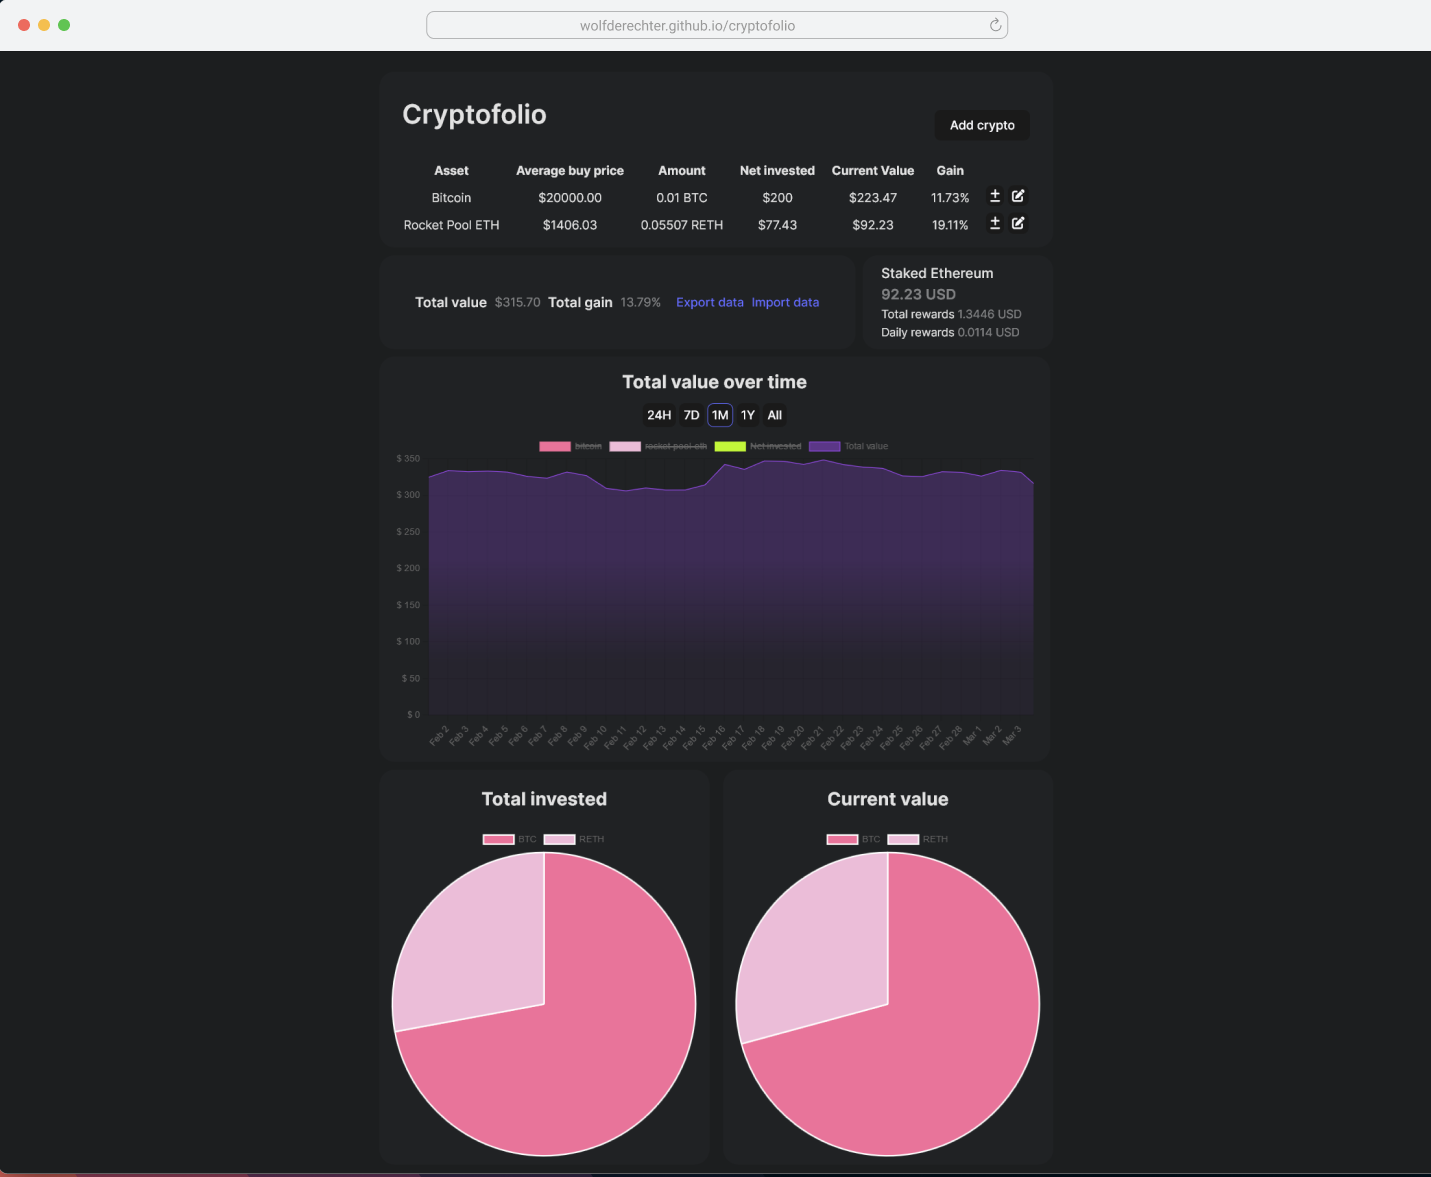 wolfderechter.github.io/cryptofolio
Cryptofolio
Add crypto
Asset Average buy price Amount Net invested Current Value Gain
Bitcoin $20000.00 0.01 BTC $200 $223.47 11.73%
Rocket Pool ETH $1406.03 0.05507 RETH $77.43 $92.23 19.11%
Total value $315.70 Total gain 13.79% Export data Import data
Staked Ethereum
92.23 USD
Total rewards 1.3446 USD
Daily rewards 0.0114 USD
Total value over time
24H 7D 1M 1Y All
bitcoin rocket-pool-eth Net invested Total value
$ 350
$ 300
$ 250
$ 200
$ 150
$ 100
$ 50
$ 0
Feb 2 Feb 3 Feb 4 Feb 5 Feb 6 Feb 7 Feb 8 Feb 9 Feb 10 Feb 11 Feb 12 Feb 13 Feb 14 Feb 15 Feb 16 Feb 17 Feb 18 Feb 19 Feb 20 Feb 21 Feb 22 Feb 23 Feb 24 Feb 25 Feb 26 Feb 27 Feb 28 Mar 1 Mar 2 Mar 3
Total invested
BTC RETH
Current value
BTC RETH